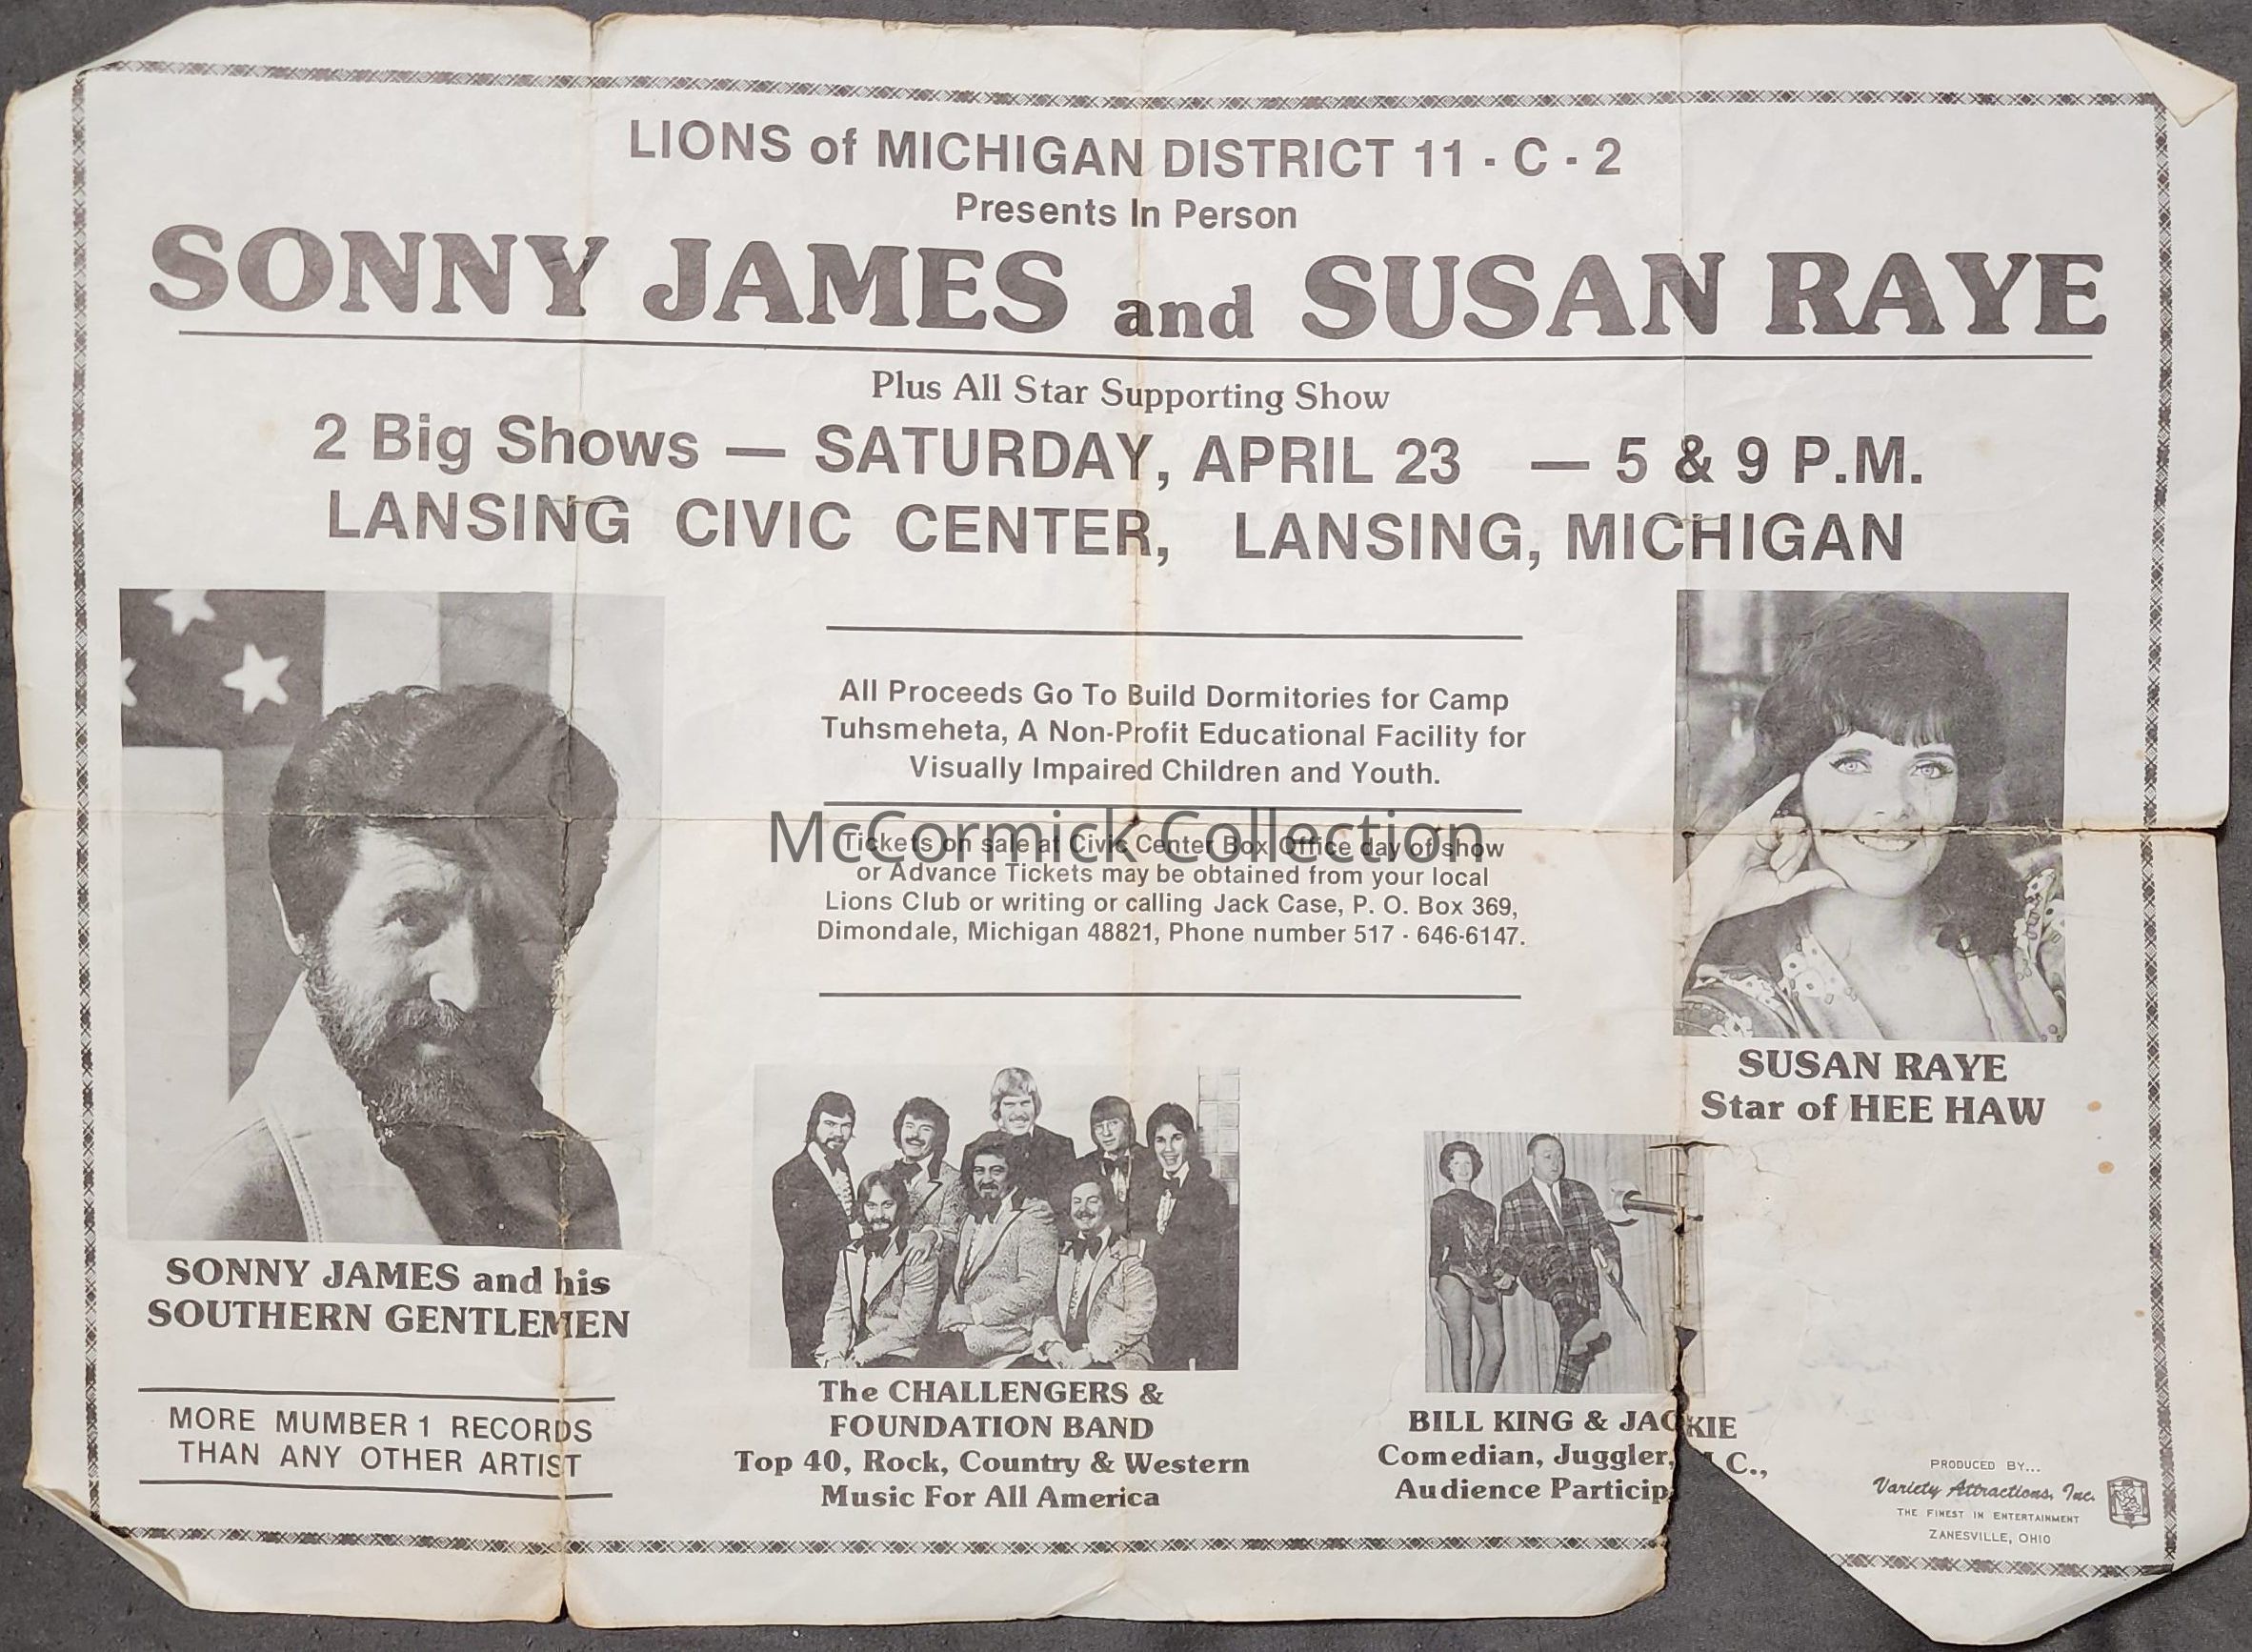 LIONS of MICHIGAN DISTRICT 11 - C - 2
Presents In Person
SONNY JAMES and SUSAN RAYE
Plus All Star Supporting Show
2 Big Shows — SATURDAY, APRIL 23 — 5 & 9 P.M.
LANSING CIVIC CENTER, LANSING, MICHIGAN
All Proceeds Go To Build Dormitories for Camp
Tuhsmeheta, A Non-Profit Educational Facility for
Visually Impaired Children and Youth.
McCormick Collection
Tickets on sale at Civic Center Box Office day of show
or Advance Tickets may be obtained from your local
Lions Club or writing or calling Jack Case, P. O. Box 369,
Dimondale, Michigan 48821, Phone number 517 - 646-6147.
SUSAN RAYE
Star of HEE HAW
SONNY JAMES and his
SOUTHERN GENTLEMEN
MORE MUMBER 1 RECORDS
THAN ANY OTHER ARTIST
The CHALLENGERS &
FOUNDATION BAND
Top 40, Rock, Country & Western
Music For All America
BILL KING & JACKIE
Comedian, Juggler, C.,
Audience
PRODUCED BY...
Variety Attractions, Inc.
THE FINEST IN ENTERTAINMENT
ZANESVILLE, OHIO